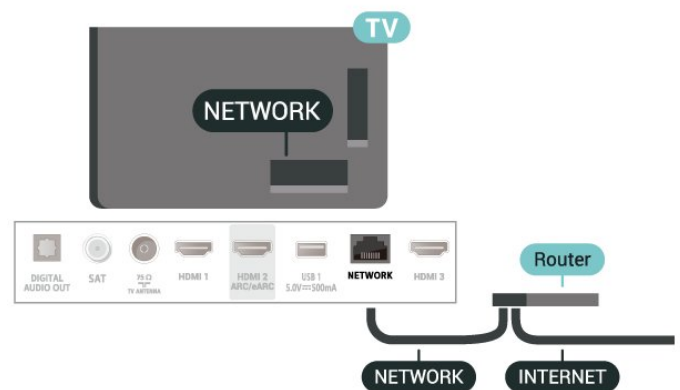 TV
NETWORK
DIGITAL
AUDIO OUT
SAT
75 Ω
TV ANTENNA
HDMI 1
HDMI 2
ARC/eARC
USB 1
5.0V⎓500mA
NETWORK
HDMI 3
Router
NETWORK
INTERNET